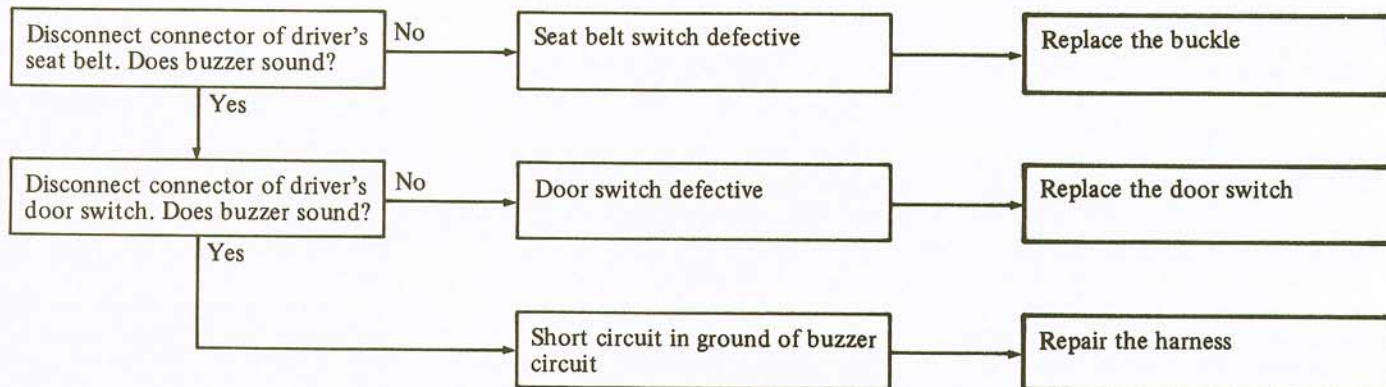 Disconnect connector of driver's
seat belt. Does buzzer sound?
No
Seat belt switch defective
Replace the buckle
Yes
Disconnect connector of driver's
door switch. Does buzzer sound?
No
Door switch defective
Replace the door switch
Yes
Short circuit in ground of buzzer
circuit
Repair the harness